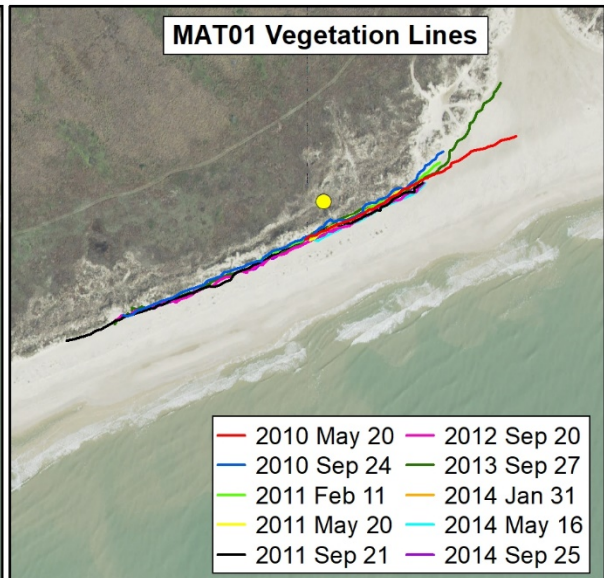 MAT01 Vegetation Lines
2010 May 20
2012 Sep 20
2010 Sep 24
2013 Sep 27
2011 Feb 11
2014 Jan 31
2011 May 20
2014 May 16
2011 Sep 21
2014 Sep 25